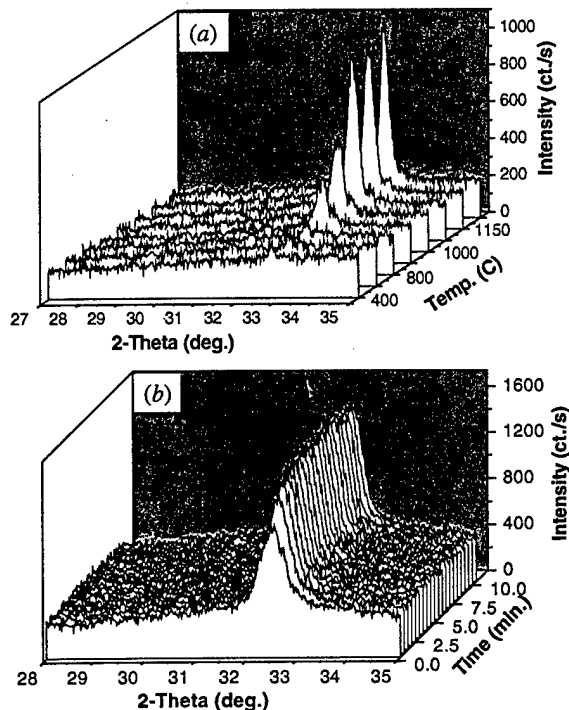 (a)
1000
800
600
400
200
0
Intensity (ct./s)
1150
1000
800
400
Temp. (C)
27 28 29 30 31 32 33 34 35
2-Theta (deg.)
(b)
1600
1200
800
400
0
Intensity (ct./s)
10.0
7.5
5.0
2.5
0.0
Time (min.)
28 29 30 31 32 33 34 35
2-Theta (deg.)